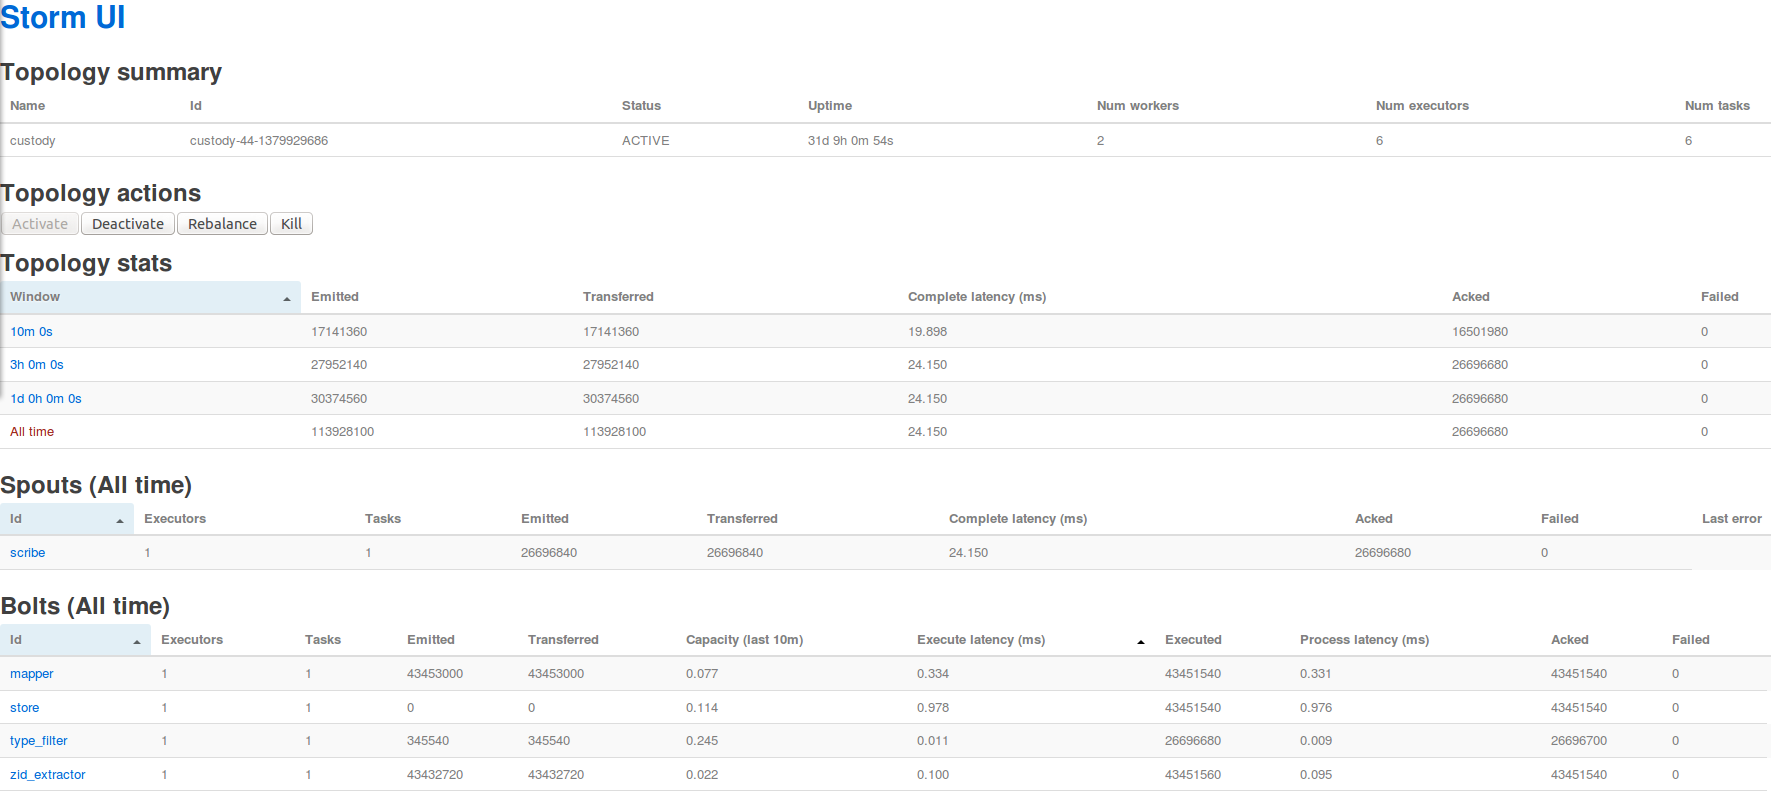 Storm UI
Topology summary
Name Id Status Uptime Num workers Num executors Num tasks
custody custody-44-1379929686 ACTIVE 31d 9h 0m 54s 2 6 6
Topology actions
Activate Deactivate Rebalance Kill
Topology stats
Window Emitted Transferred Complete latency (ms) Acked Failed
10m 0s 17141360 17141360 19.898 16501980 0
3h 0m 0s 27952140 27952140 24.150 26696680 0
1d 0h 0m 0s 30374560 30374560 24.150 26696680 0
All time 113928100 113928100 24.150 26696680 0
Spouts (All time)
Id Executors Tasks Emitted Transferred Complete latency (ms) Acked Failed Last error
scribe 1 1 26696840 26696840 24.150 26696680 0
Bolts (All time)
Id Executors Tasks Emitted Transferred Capacity (last 10m) Execute latency (ms) Executed Process latency (ms) Acked Failed
mapper 1 1 43453000 43453000 0.077 0.334 43451540 0.331 43451540 0
store 1 1 0 0 0.114 0.978 43451540 0.976 43451540 0
type_filter 1 1 345540 345540 0.245 0.011 26696680 0.009 26696700 0
zid_extractor 1 1 43432720 43432720 0.022 0.100 43451560 0.095 43451540 0